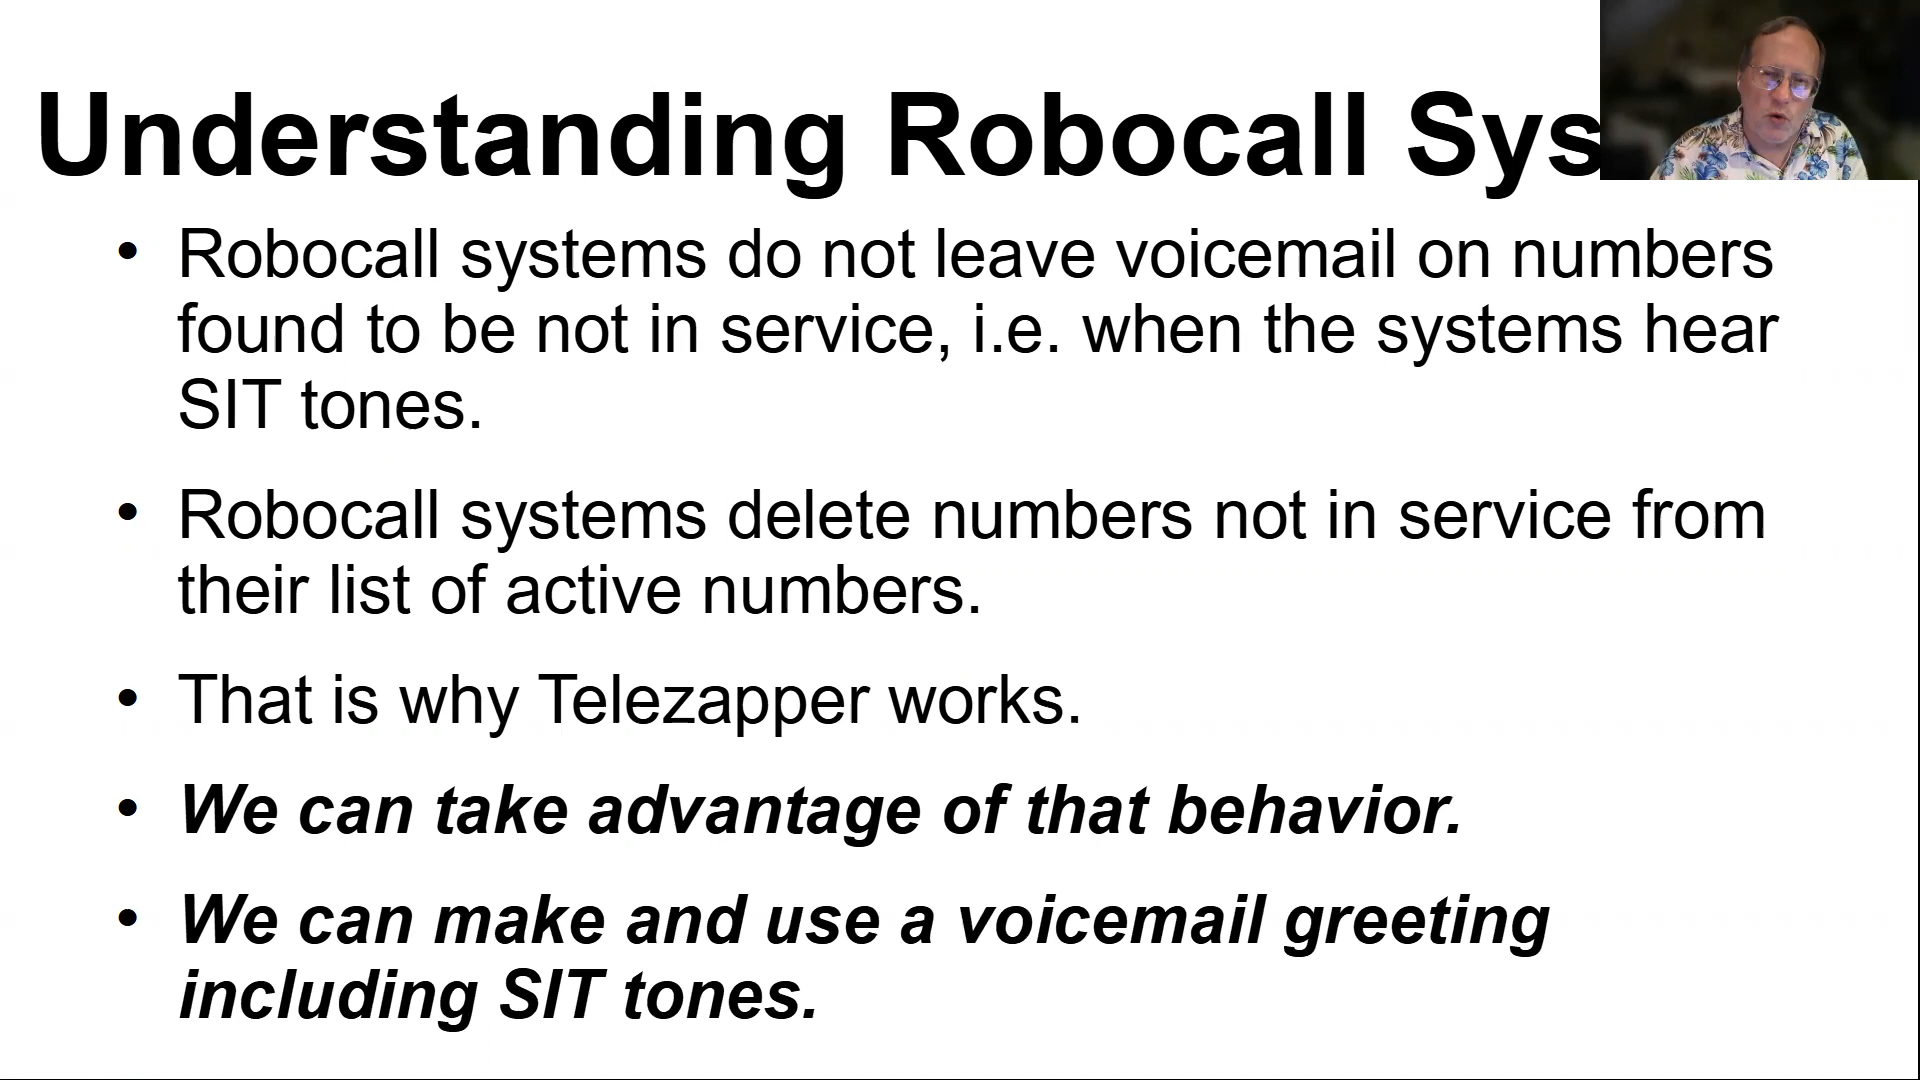 Understanding Robocall Sys
• Robocall systems do not leave voicemail on numbers
found to be not in service, i.e. when the systems hear
SIT tones.
• Robocall systems delete numbers not in service from
their list of active numbers.
• That is why Telezapper works.
• We can take advantage of that behavior.
• We can make and use a voicemail greeting
including SIT tones.